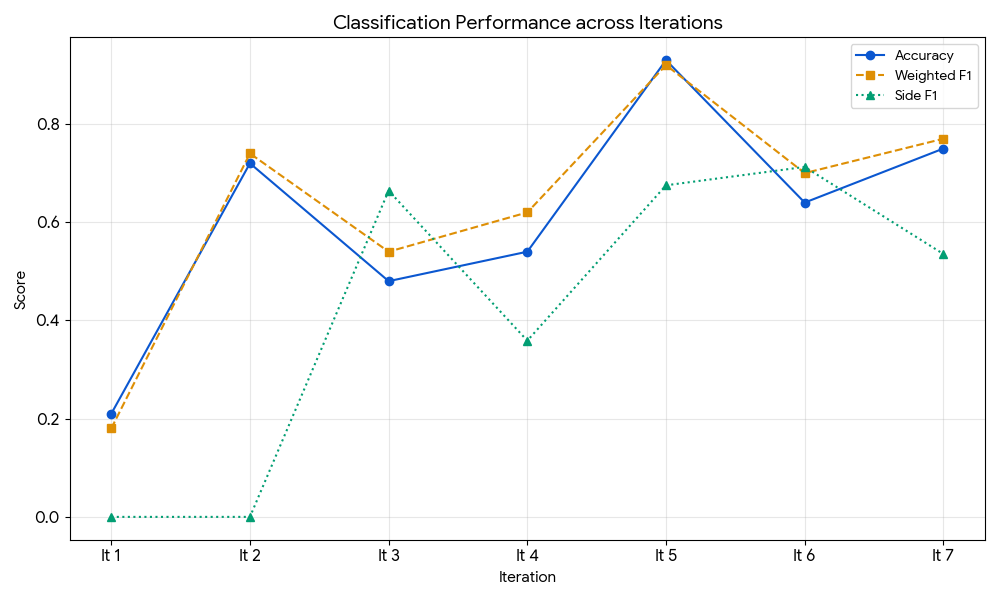 Classification Performance across Iterations
Accuracy
Weighted F1
Side F1
Score
0.8
0.6
0.4
0.2
0.0
It 1 It 2 It 3 It 4 It 5 It 6 It 7
Iteration